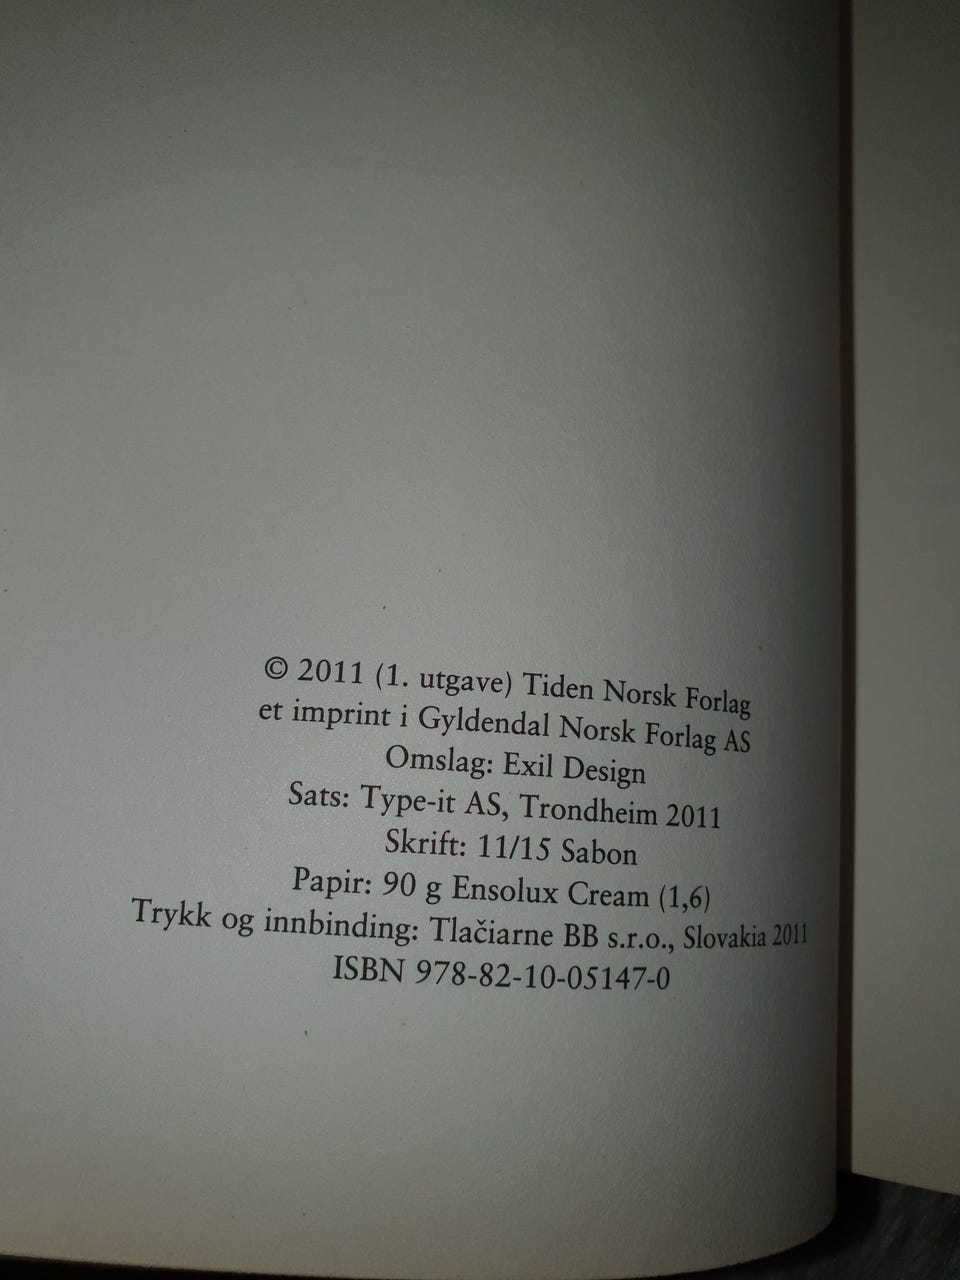 © 2011 (1. utgave) Tiden Norsk Forlag
et imprint i Gyldendal Norsk Forlag AS
Omslag: Exil Design
Sats: Type-it AS, Trondheim 2011
Skrift: 11/15 Sabon
Papir: 90 g Ensolux Cream (1,6)
Trykk og innbinding: Tlačiarne BB s.r.o., Slovakia 2011
ISBN 978-82-10-05147-0